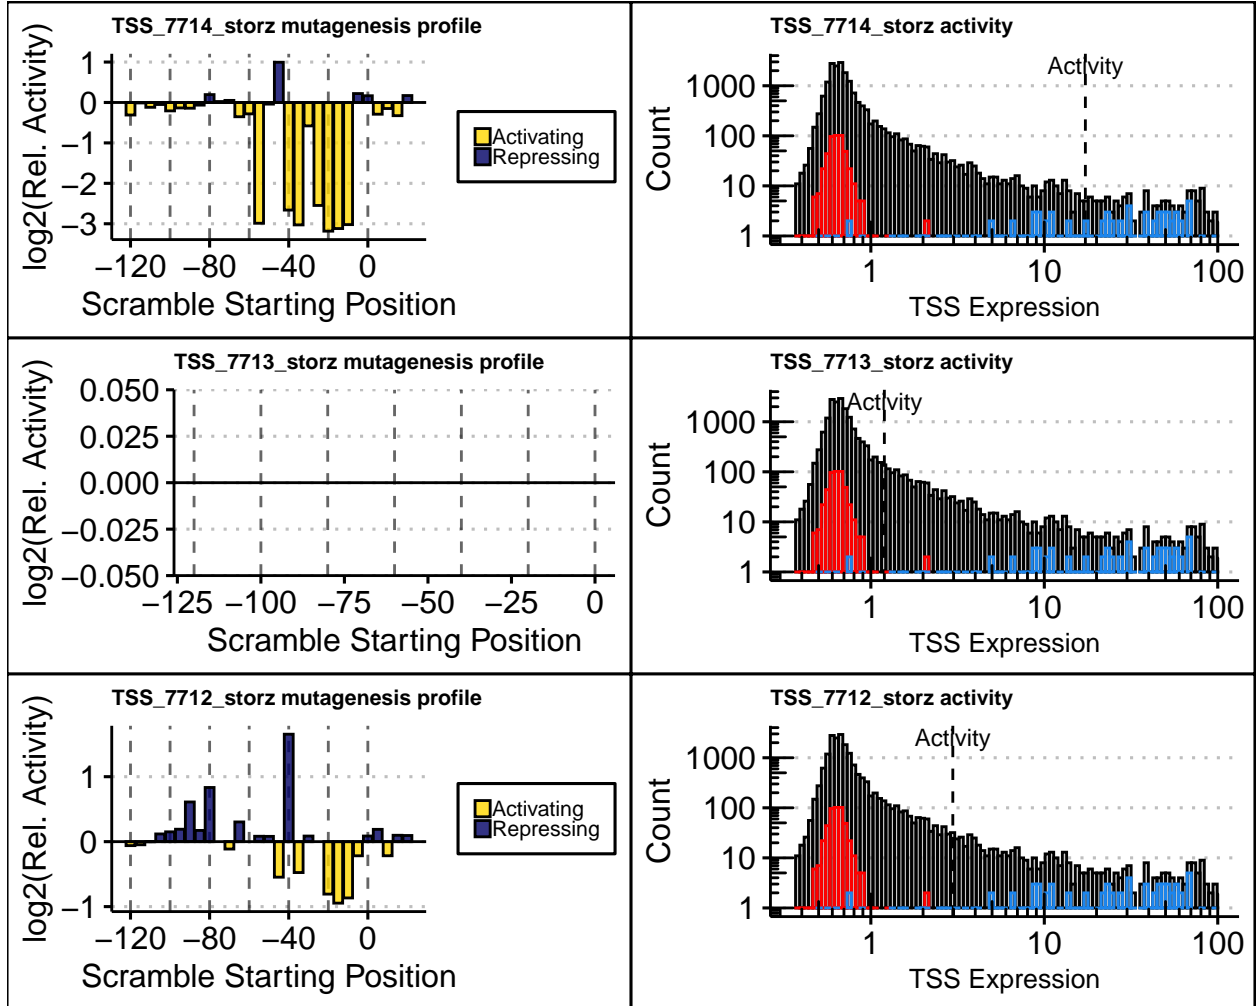 TSS_7714_storz mutagenesis profile
log2(Rel. Activity)
1
0
−1
−2
−3
−120 −80 −40 0
Scramble Starting Position
Activating
Repressing
TSS_7714_storz activity
Activity
Count
1000
100
10
1
1 10 100
TSS Expression
TSS_7713_storz mutagenesis profile
log2(Rel. Activity)
0.050
0.025
0.000
−0.025
−0.050
−125 −100 −75 −50 −25 0
Scramble Starting Position
TSS_7713_storz activity
Activity
Count
1000
100
10
1
1 10 100
TSS Expression
TSS_7712_storz mutagenesis profile
log2(Rel. Activity)
1
0
−1
−120 −80 −40 0
Scramble Starting Position
Activating
Repressing
TSS_7712_storz activity
Activity
Count
1000
100
10
1
1 10 100
TSS Expression